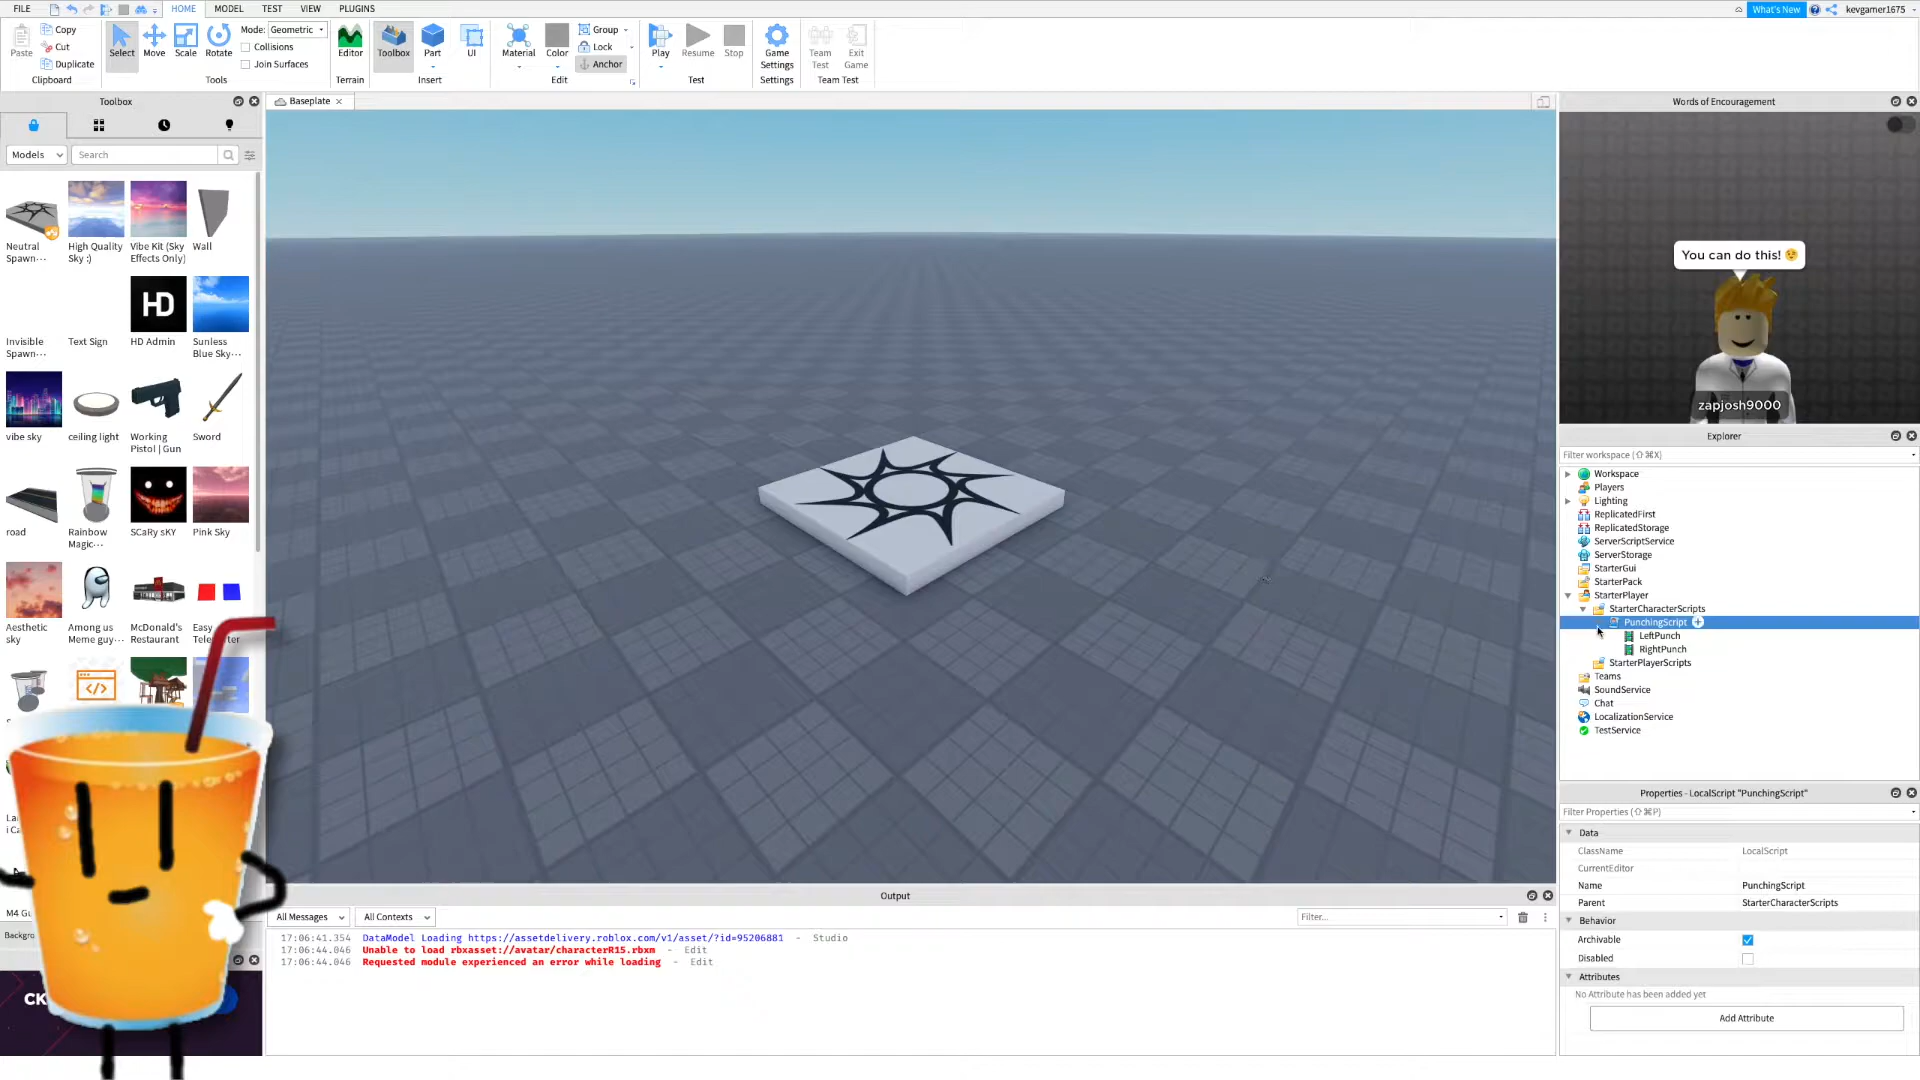 FILE HOME MODEL TEST VIEW PLUGINS What's New kevgamer1675
Paste Copy Cut Duplicate Select Move Scale Rotate Mode: Geometric Collisions Join Surfaces Editor Toolbox Part UI Material Color Group Lock Anchor Play Resume Stop Game Settings Team Test Exit Game
Clipboard Tools Terrain Insert Edit Test Settings Team Test
Toolbox
Models Search
Neutral Spawn... High Quality Sky :) Vibe Kit (Sky Effects Only) Wall
Invisible Spawn... Text Sign HD HD Admin Sunless Blue Sky...
vibe sky ceiling light Working Pistol | Gun Sword
road Rainbow Magic... SCaRy sKY Pink Sky
Aesthetic sky Among us Meme guy... McDonald's Restaurant
M4 Gu
Backgro
CK
Baseplate
Words of Encouragement
You can do this! 😉
zapjosh9000
Explorer
Filter workspace (⇧⌘X)
Workspace
Players
Lighting
ReplicatedFirst
ReplicatedStorage
ServerScriptService
ServerStorage
StarterGui
StarterPack
StarterPlayer
StarterCharacterScripts
PunchingScript
LeftPunch
RightPunch
StarterPlayerScripts
Teams
SoundService
Chat
LocalizationService
TestService
Properties - LocalScript "PunchingScript"
Filter Properties (⇧⌘P)
Data
ClassName LocalScript
CurrentEditor
Name PunchingScript
Parent StarterCharacterScripts
Behavior
Archivable
Disabled
Attributes
No Attribute has been added yet
Add Attribute
Output
All Messages All Contexts Filter...
17:06:41.354 DataModel Loading https://assetdelivery.roblox.com/v1/asset/?id=95206881 - Studio
17:06:44.046 Unable to load rbxasset://avatar/characterR15.rbxm - Edit
17:06:44.046 Requested module experienced an error while loading - Edit